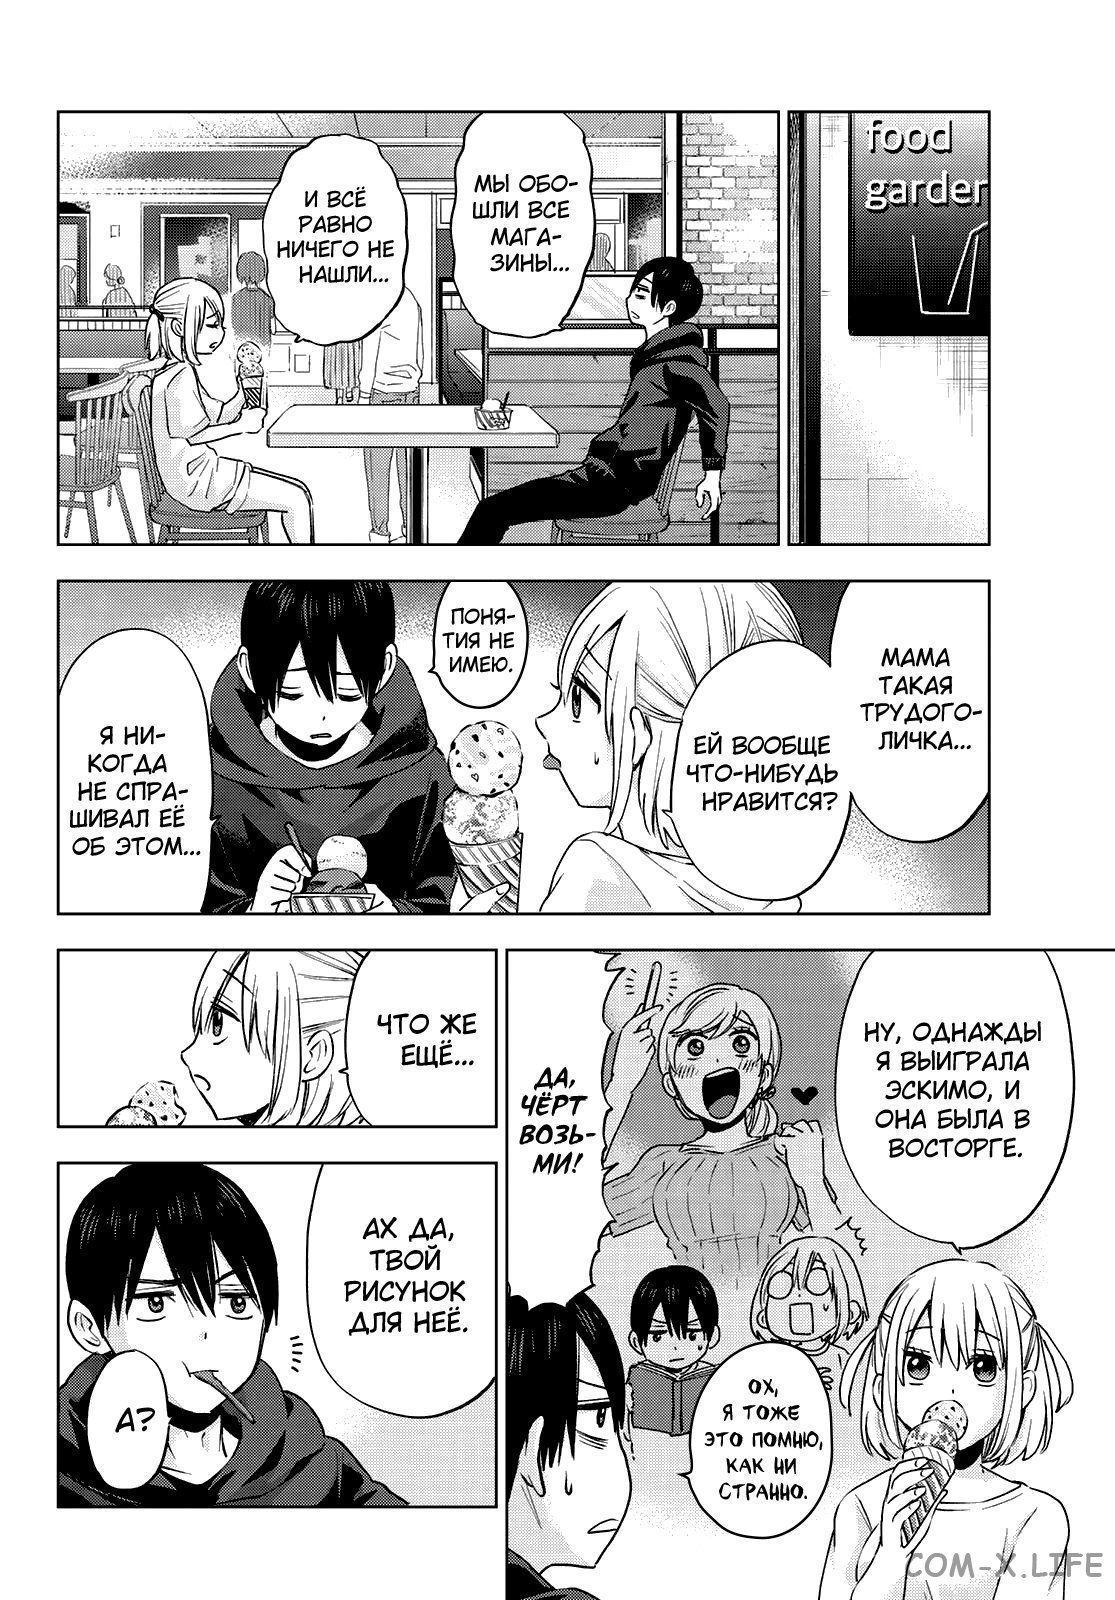 food
garden
МЫ ОБО-
ШЛИ ВСЕ
МАГА-
ЗИНЫ...
И ВСЁ
РАВНО
НИЧЕГО НЕ
НАШЛИ...
МАМА
ТАКАЯ
ТРУДОГО-
ЛИЧКА...
ЕЙ ВООБЩЕ
ЧТО-НИБУДЬ
НРАВИТСЯ?
ПОНЯ-
ТИЯ НЕ
ИМЕЮ.
Я НИ-
КОГДА
НЕ СПРА-
ШИВАЛ ЕЁ
ОБ ЭТОМ...
НУ, ОДНАЖДЫ
Я ВЫИГРАЛА
ЭСКИМО, И
ОНА БЫЛА В
ВОСТОРГЕ.
ДА,
ЧЁРТ
ВОЗЬ-
МИ!
ОХ,
Я ТОЖЕ
ЭТО ПОМНЮ,
КАК НИ
СТРАННО.
ЧТО ЖЕ
ЕЩЁ...
АХ ДА,
ТВОЙ
РИСУНОК
ДЛЯ НЕЁ.
А?
COM-X.LIFE